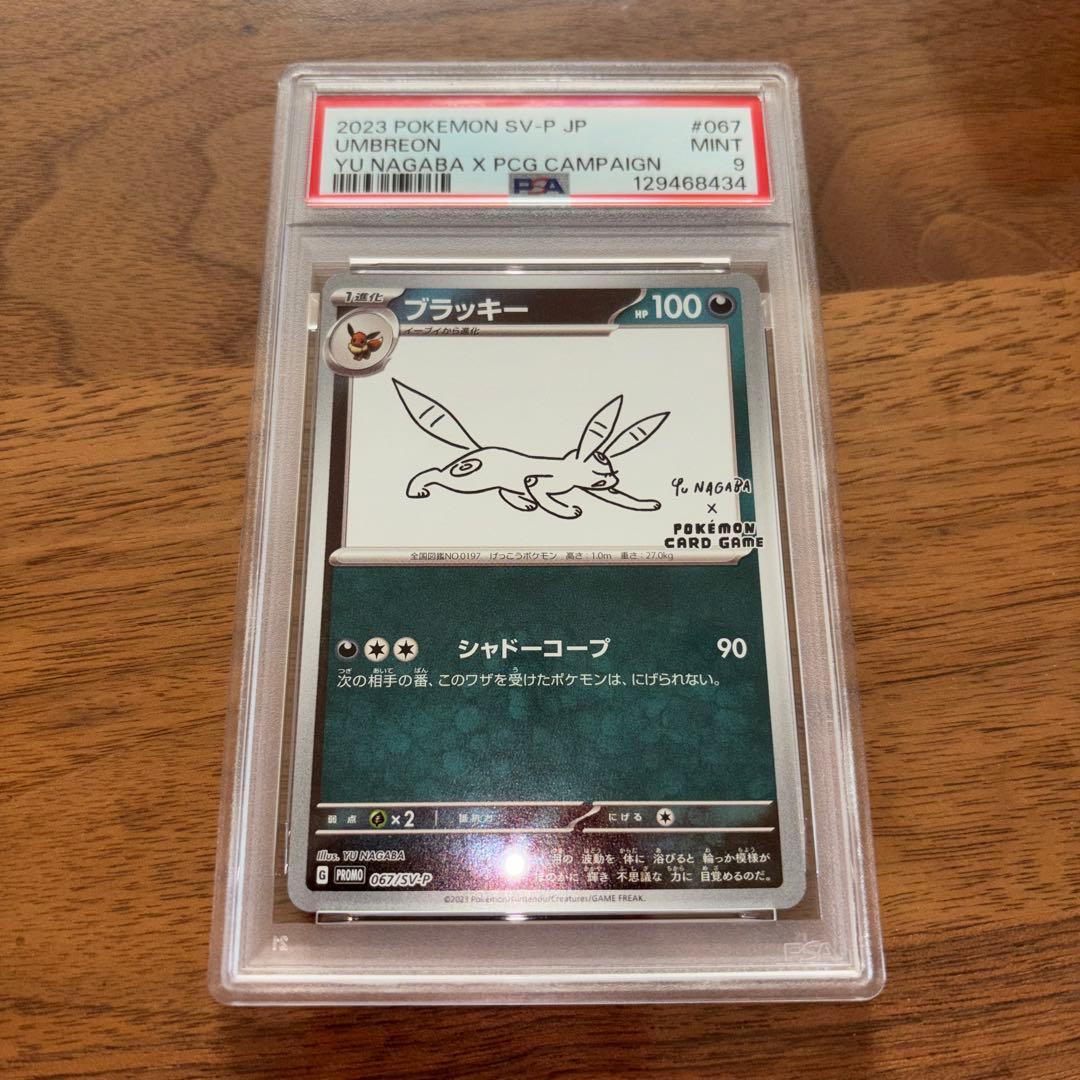 2023 POKEMON SV-P JP #067
UMBREON MINT
YU NAGABA X PCG CAMPAIGN 9
PSA 129468434
1進化 ブラッキー HP 100
イーブイから進化
Yu NAGABA
×
POKÉMON
CARD GAME
全国図鑑NO.0197 げっこうポケモン 高さ:1.0m 重さ:27.0kg
シャドーコープ 90
次の相手の番、このワザを受けたポケモンは、にげられない。
弱点 ×2 抵抗力 にげる
Illus. YU NAGABA
の 波動を 体に 浴びると 輪っか模様が
G PROMO 067/SV-P ほのかに 輝き 不思議な 力に 目覚めるのだ。
©2023 Pokémon/Nintendo/Creatures/GAME FREAK.
PSA